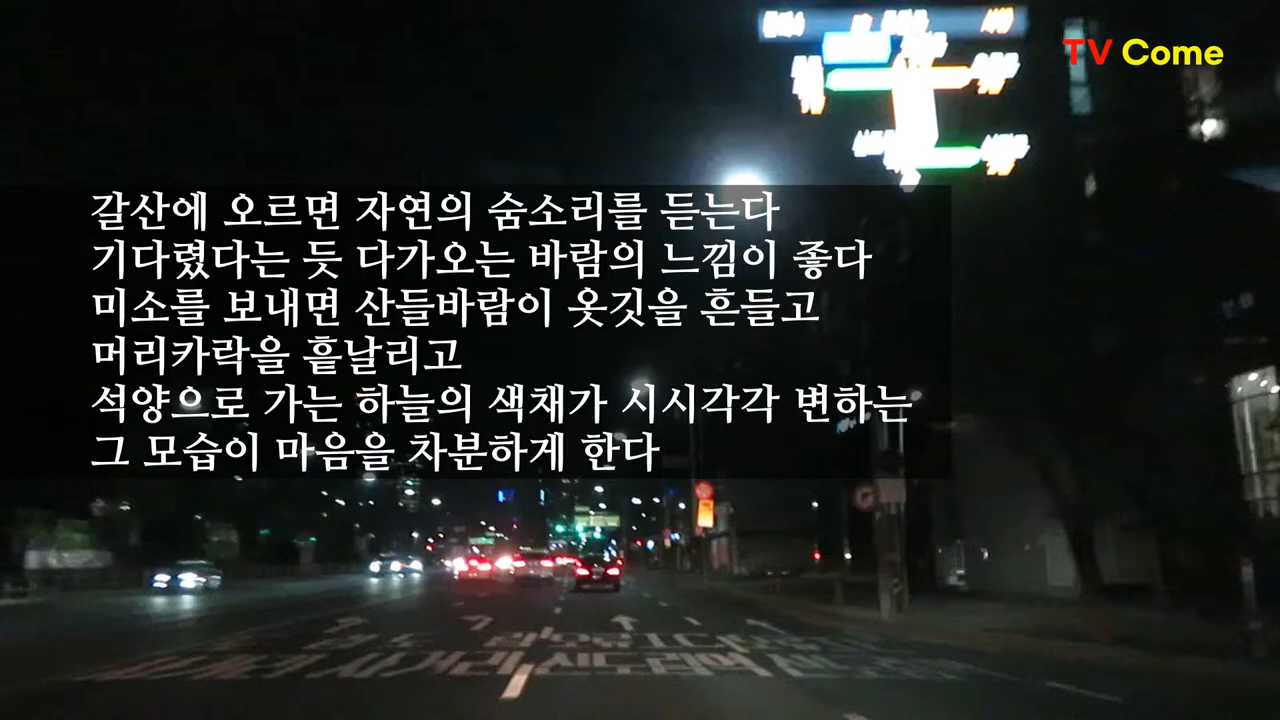 TV Come
갈산에 오르면 자연의 숨소리를 듣는다
기다렸다는 듯 다가오는 바람의 느낌이 좋다
미소를 보내면 산들바람이 옷깃을 흔들고
머리카락을 흩날리고
석양으로 가는 하늘의 색채가 시시각각 변하는
그 모습이 마음을 차분하게 한다